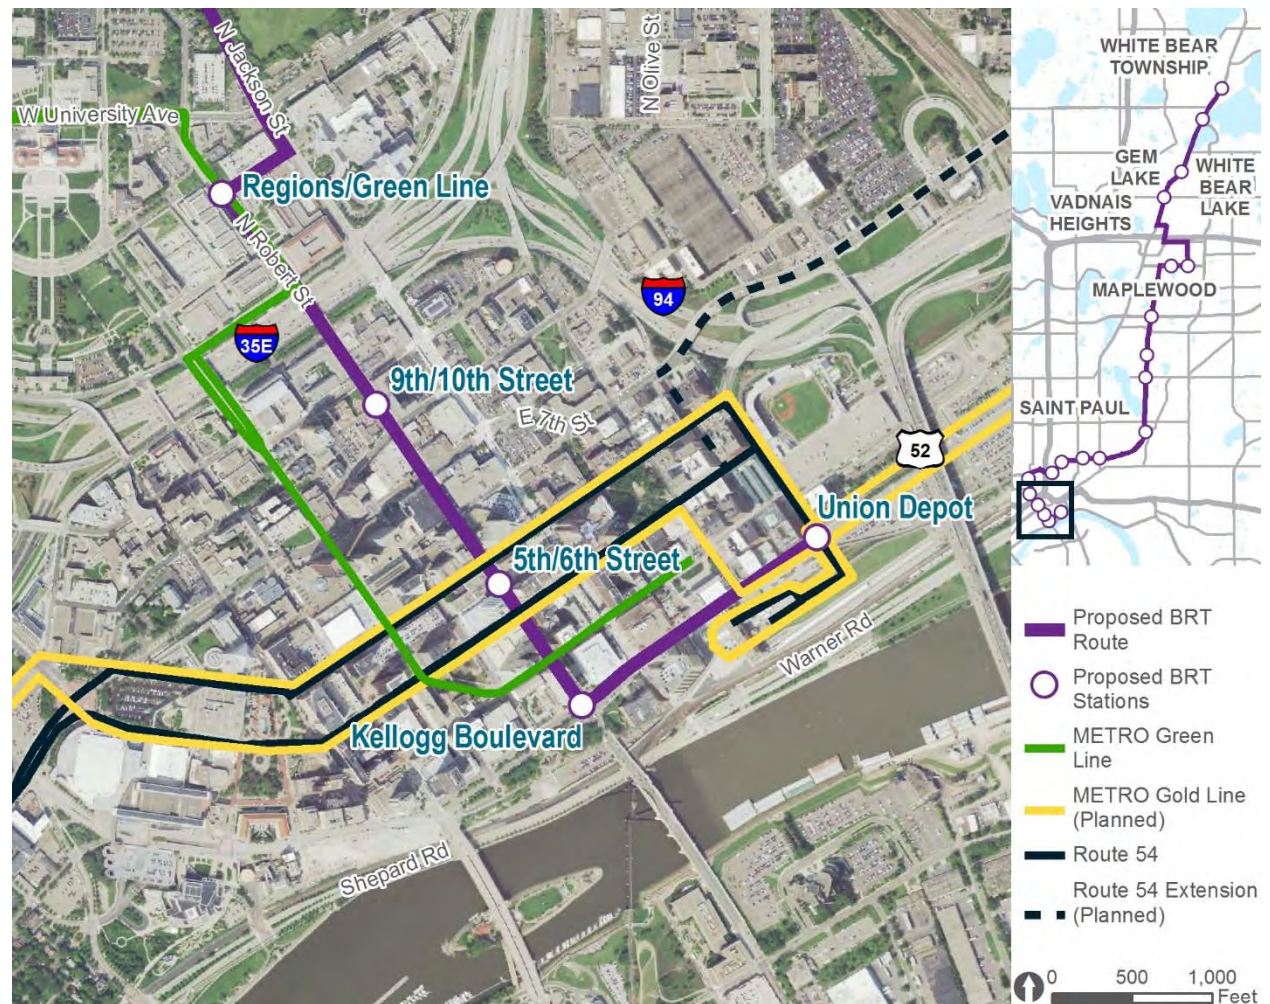 N Jackson St
N Olive St
W University Ave
Regions/Green Line
N Robert St
94
35E
9th/10th Street
E 7th St
52
Union Depot
5th/6th Street
Warner Rd
Kellogg Boulevard
Shepard Rd
WHITE BEAR
TOWNSHIP
GEM
LAKE
WHITE
BEAR
LAKE
VADNAIS
HEIGHTS
MAPLEWOOD
SAINT PAUL
Proposed BRT
Route
Proposed BRT
Stations
METRO Green
Line
METRO Gold Line
(Planned)
Route 54
Route 54 Extension
(Planned)
0 500 1,000
Feet